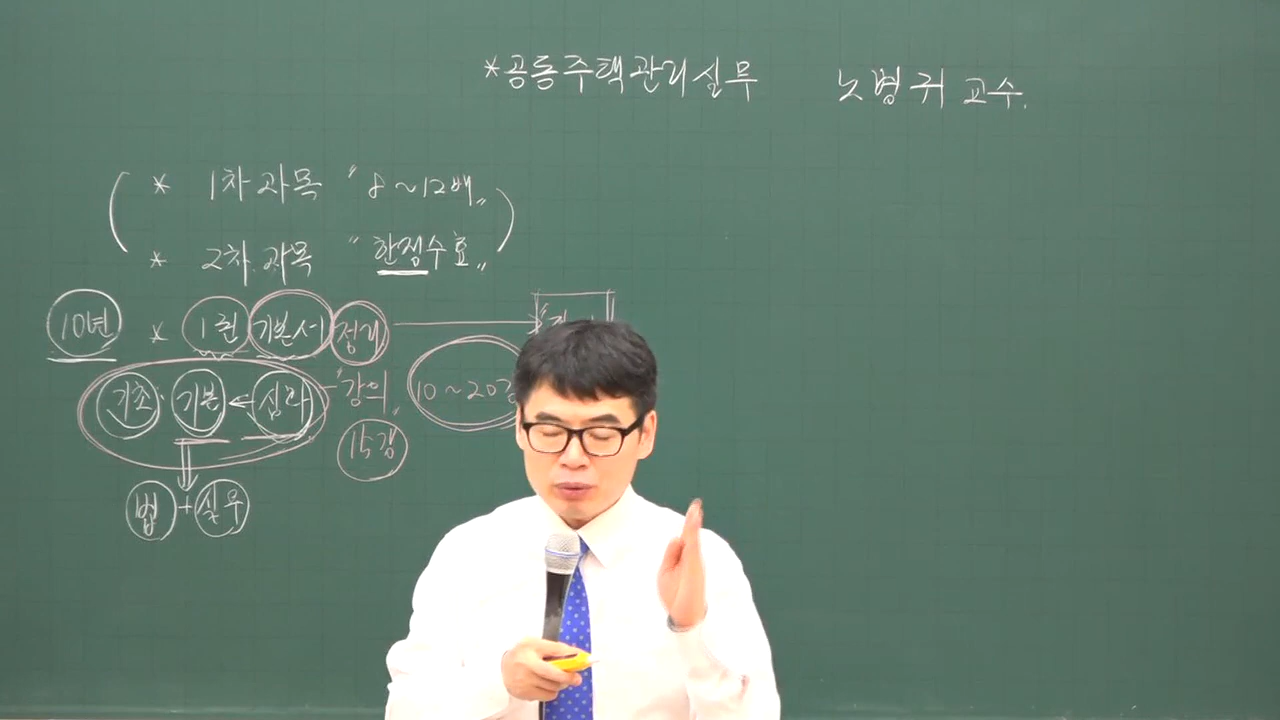 *공동주택관리실무 노병귀 교수.
* 1차과목 "8~12배"
* 2차.과목 "한정수효"
10년 * 1권 기본서
기초. 기본 ← 심화 "강의" 10~20
15강
법 + 실무